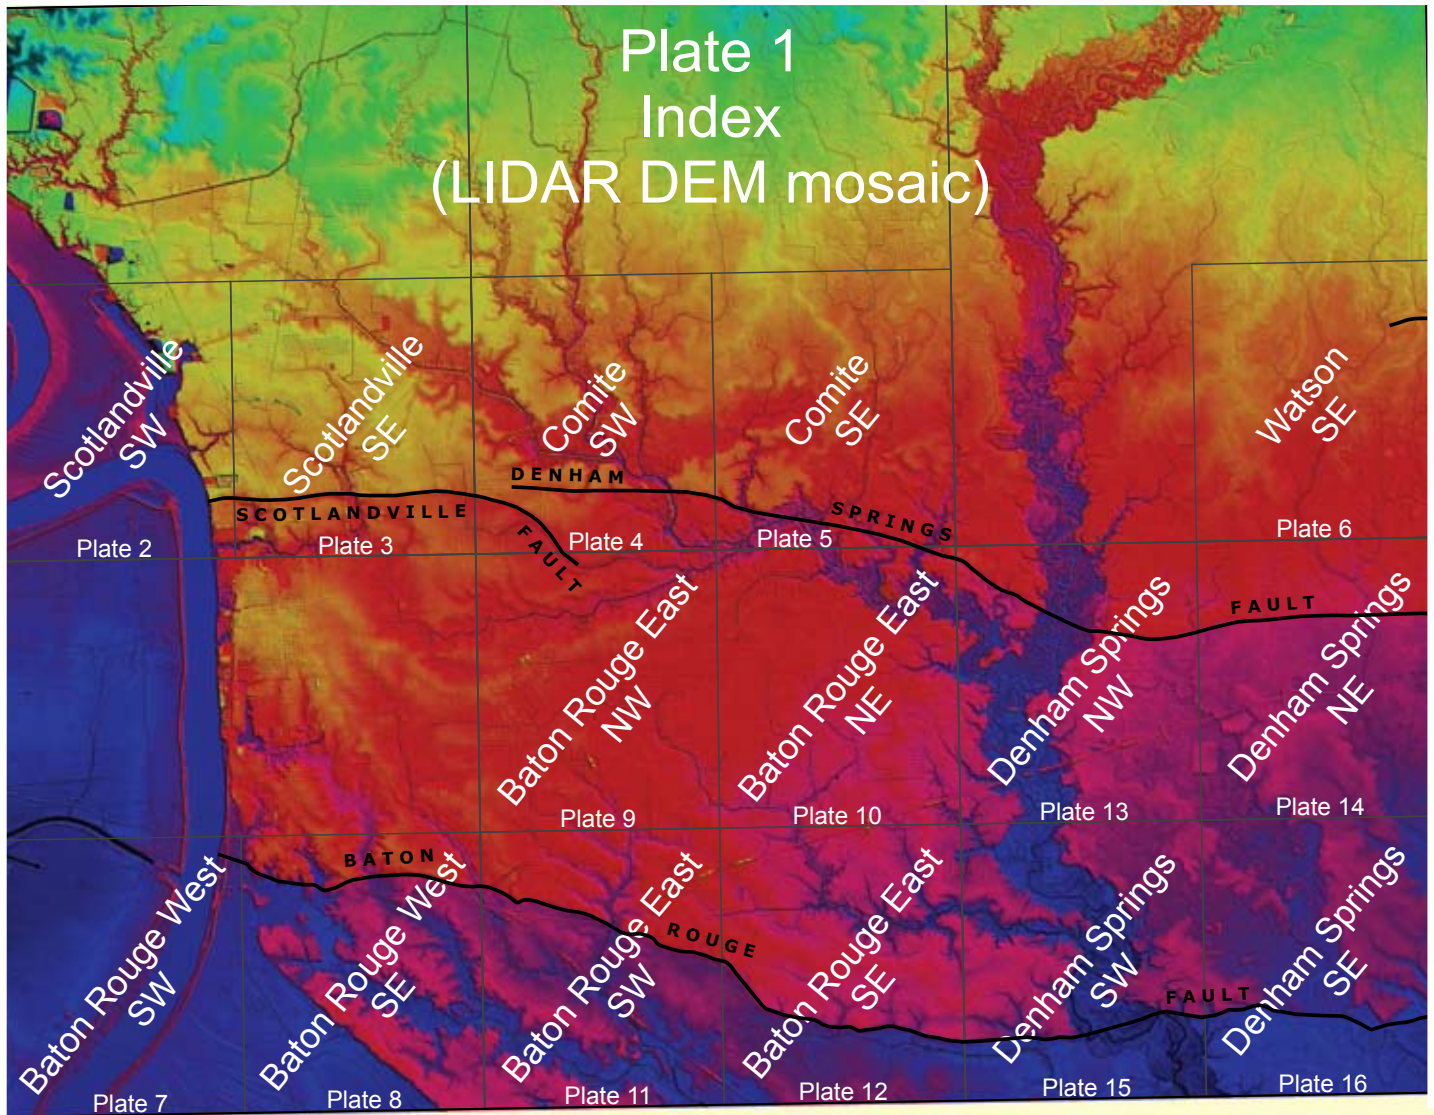 Plate 1
Index
(LIDAR DEM mosaic)
Scotlandville
SW
Plate 2
Scotlandville
SE
Plate 3
Comite
SW
Plate 4
Comite
SE
Plate 5
Watson
SE
Plate 6
SCOTLANDVILLE
FAULT
DENHAM
SPRINGS
FAULT
Baton Rouge East
NW
Plate 9
Baton Rouge East
NE
Plate 10
Denham Springs
NW
Plate 13
Denham Springs
NE
Plate 14
BATON
ROUGE
FAULT
Baton Rouge West
SW
Plate 7
Baton Rouge West
SE
Plate 8
Baton Rouge East
SW
Plate 11
Baton Rouge East
SE
Plate 12
Denham Springs
SW
Plate 15
Denham Springs
SE
Plate 16